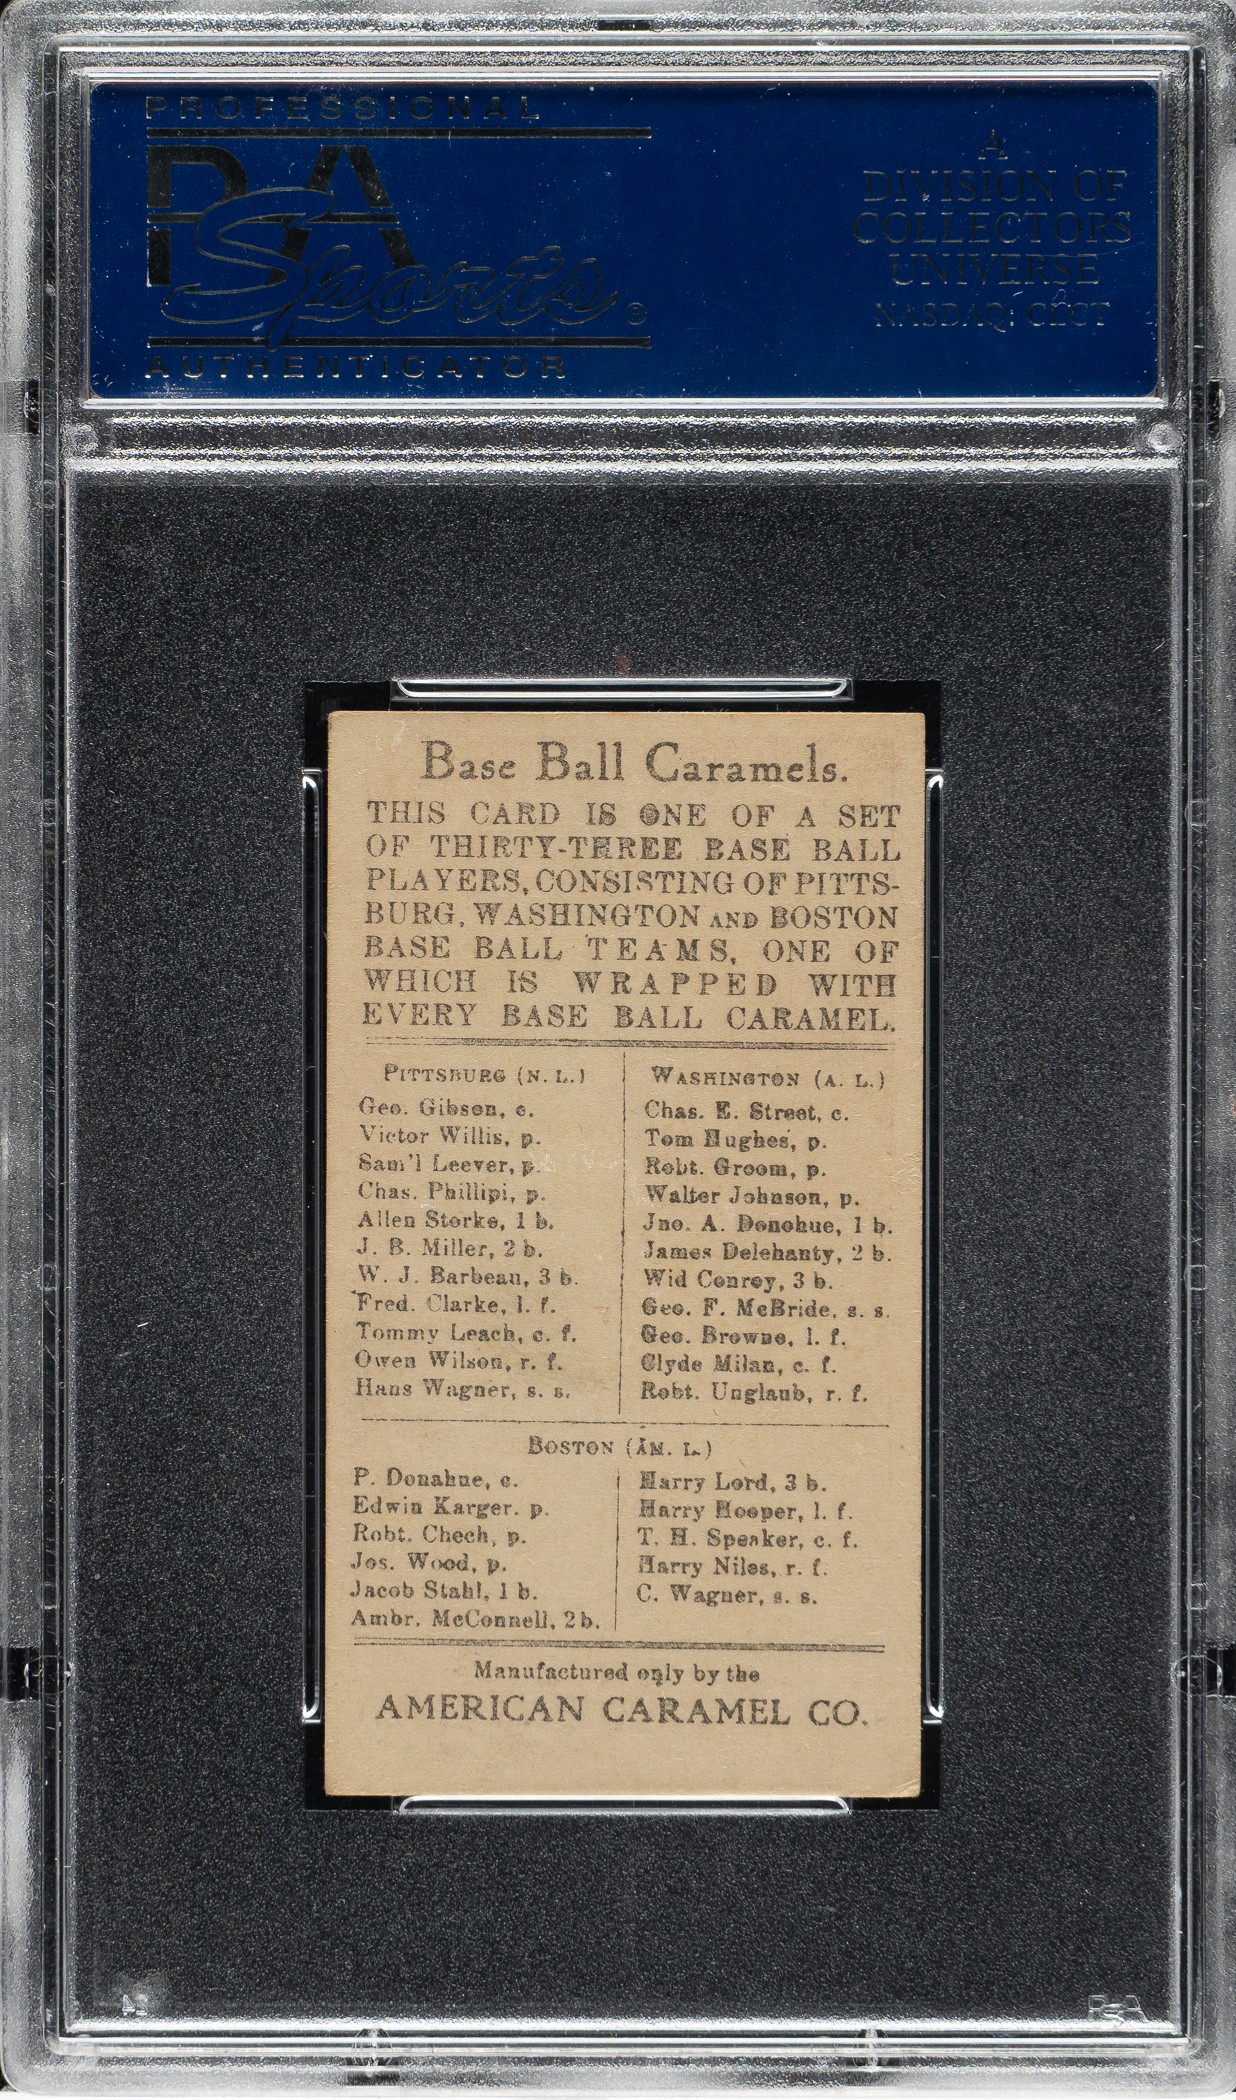 PROFESSIONAL
PSA
Sports®
AUTHENTICATOR
A
DIVISION OF
COLLECTORS
UNIVERSE
NASDAQ: CLCT
Base Ball Caramels.
THIS CARD IS ONE OF A SET
OF THIRTY-THREE BASE BALL
PLAYERS, CONSISTING OF PITTS-
BURG, WASHINGTON AND BOSTON
BASE BALL TEAMS, ONE OF
WHICH IS WRAPPED WITH
EVERY BASE BALL CARAMEL.
PITTSBURG (N. L.)
Geo. Gibson, c.
Victor Willis, p.
Sam'l Leever, p.
Chas. Phillipi, p.
Allen Storke, 1 b.
J. B. Miller, 2 b.
W. J. Barbeau, 3 b.
Fred. Clarke, l. f.
Tommy Leach, c. f.
Owen Wilson, r. f.
Hans Wagner, s. s.
WASHINGTON (A. L.)
Chas. E. Street, c.
Tom Hughes, p.
Robt. Groom, p.
Walter Johnson, p.
Jno. A. Donohue, 1 b.
James Delehanty, 2 b.
Wid Conroy, 3 b.
Geo. F. McBride, s. s.
Geo. Browne, l. f.
Clyde Milan, c. f.
Robt. Unglaub, r. f.
BOSTON (AM. L.)
P. Donahue, c.
Edwin Karger. p.
Robt. Chech, p.
Jos. Wood, p.
Jacob Stahl, 1 b.
Ambr. McConnell, 2 b.
Harry Lord, 3 b.
Harry Hooper, l. f.
T. H. Speaker, c. f.
Harry Niles, r. f.
C. Wagner, s. s.
Manufactured only by the
AMERICAN CARAMEL CO.
PSA